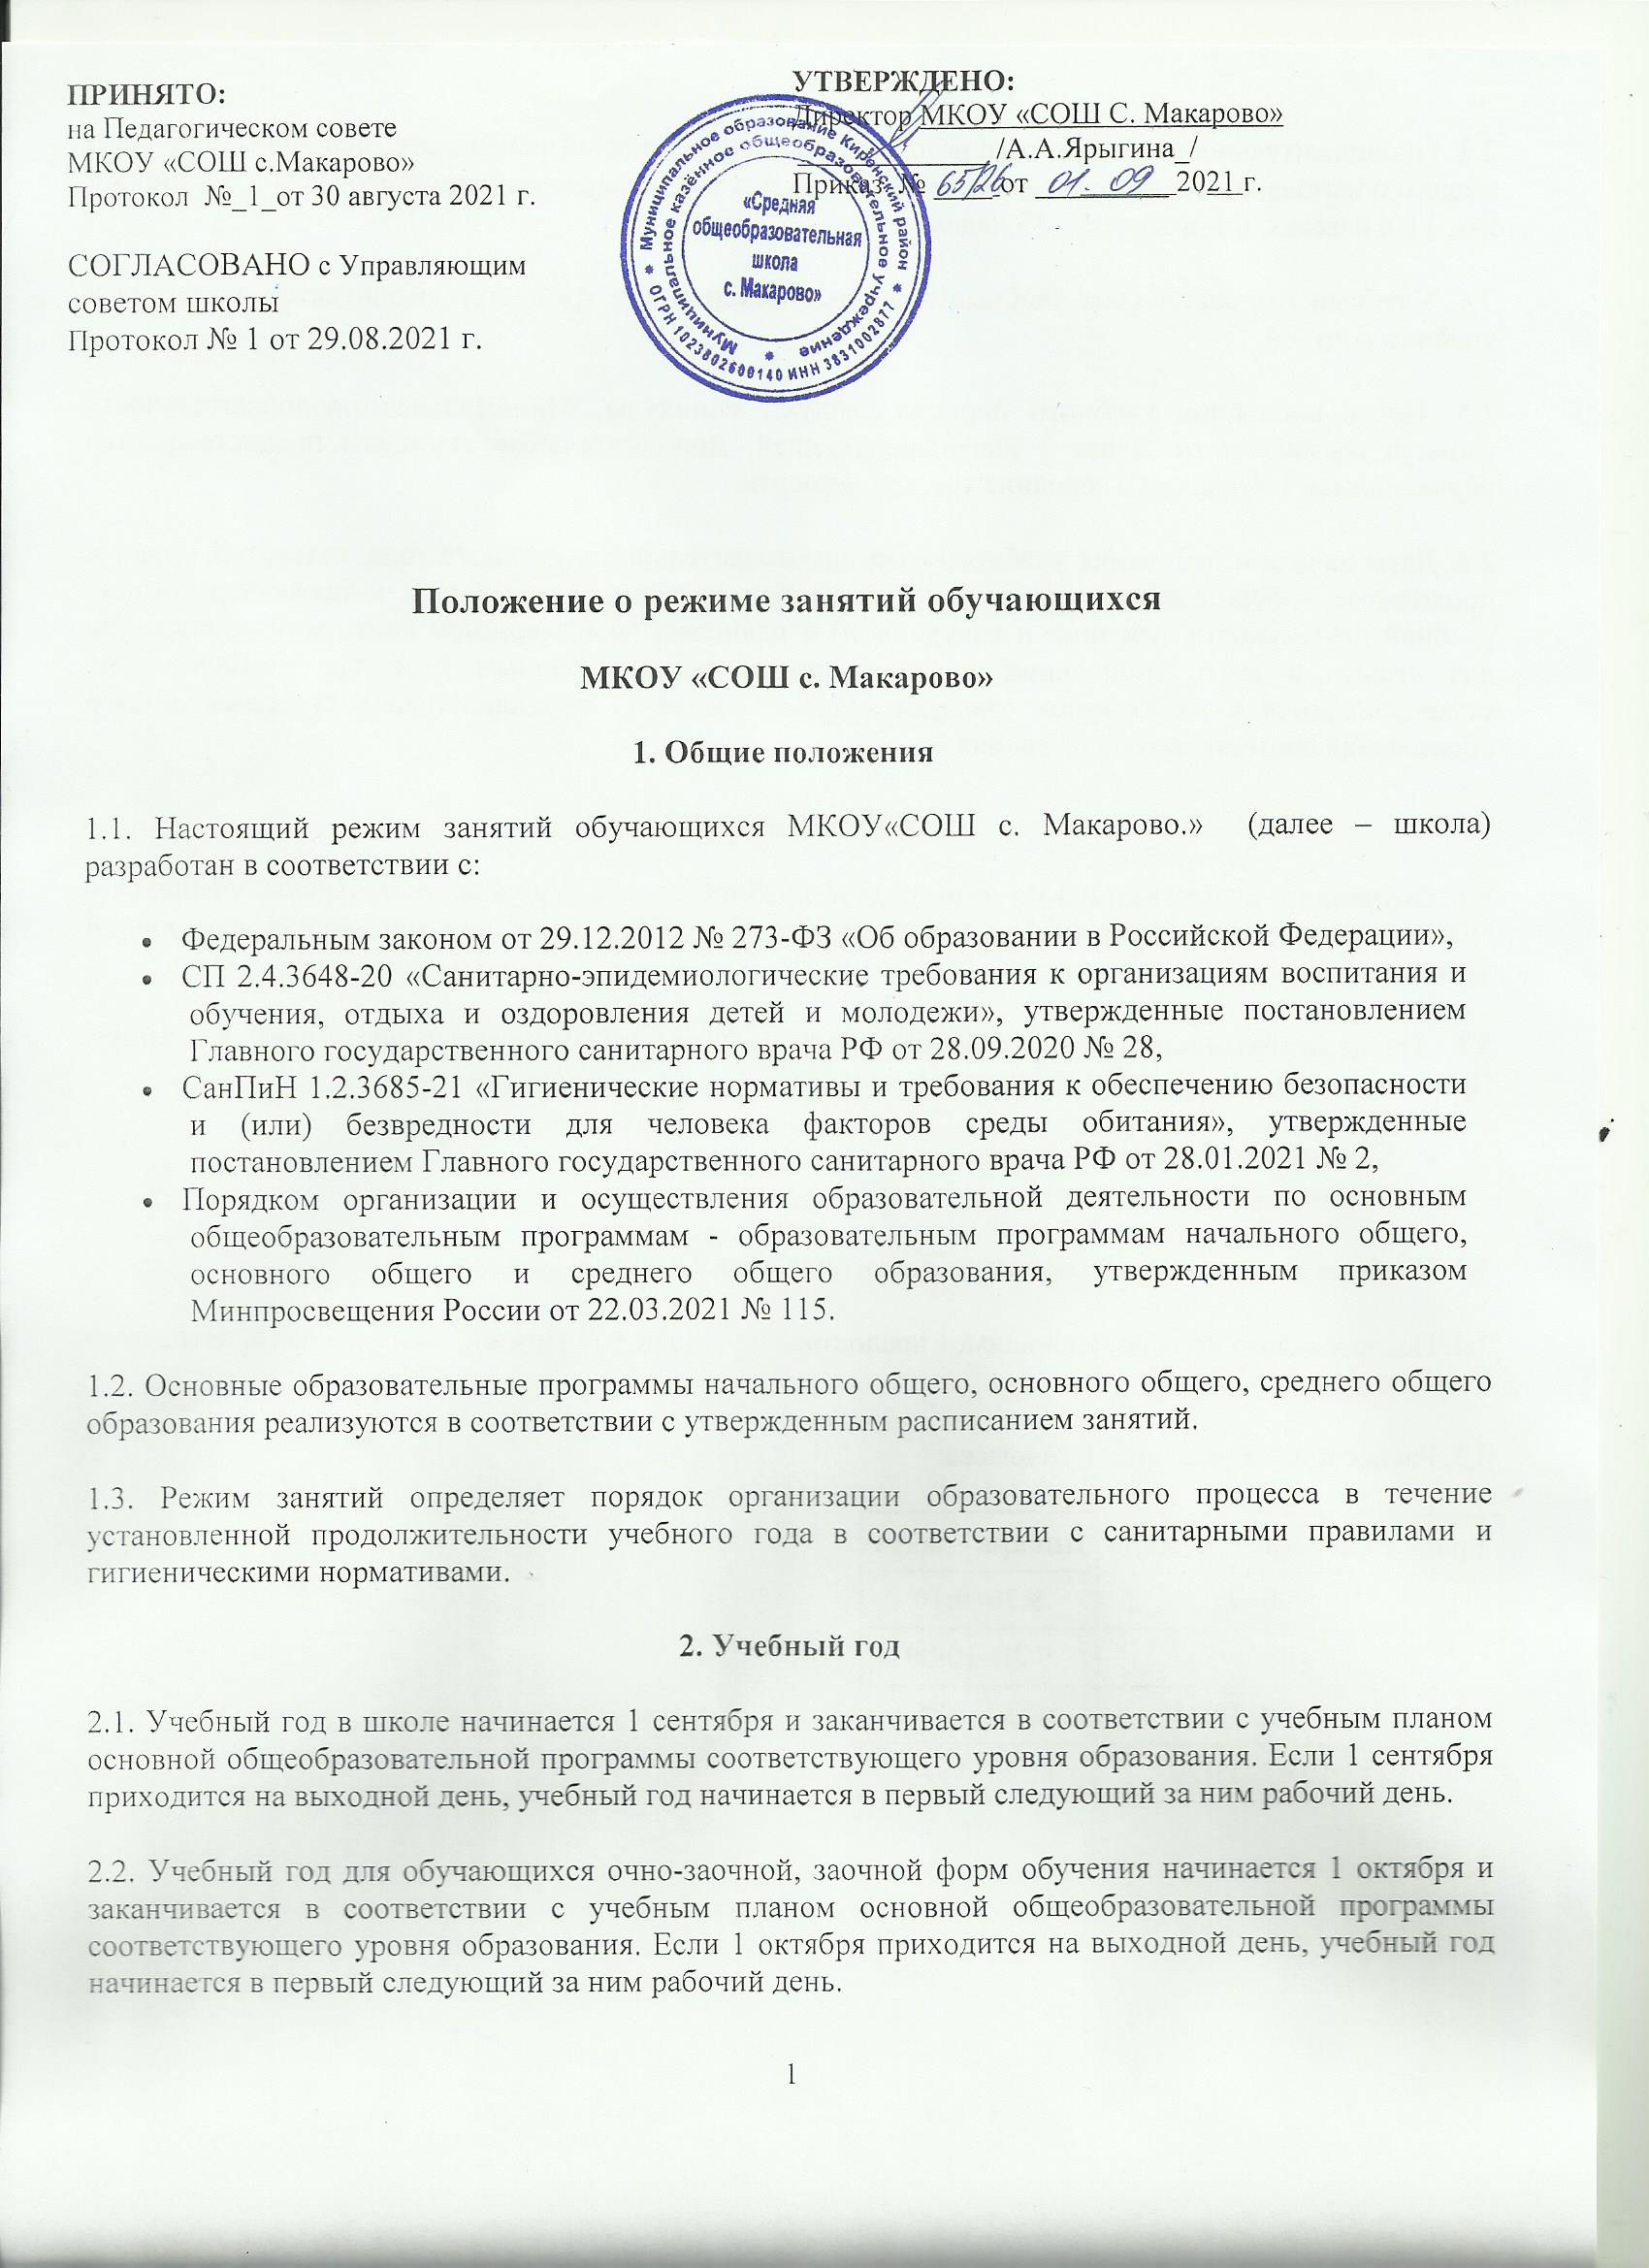 ПРИНЯТО:
на Педагогическом совете
МКОУ «СОШ с.Макарово»
Протокол №_1_от 30 августа 2021 г.
СОГЛАСОВАНО с Управляющим
советом школы
Протокол № 1 от 29.08.2021 г.
УТВЕРЖДЕНО:
Директор МКОУ «СОШ С. Макарово»
_____________ /А.А.Ярыгина_/
Приказ № 65/26 от 01. 09 2021 г.
Муниципальное образование Киренский район
ОГРН 1023802600140 ИНН 3831002877
Муниципальное казённое общеобразовательное учреждение
«Средняя
общеобразовательная
школа
с. Макарово»
Положение о режиме занятий обучающихся
МКОУ «СОШ с. Макарово»
1. Общие положения
1.1. Настоящий режим занятий обучающихся МКОУ«СОШ с. Макарово.» (далее – школа)
разработан в соответствии с:
• Федеральным законом от 29.12.2012 № 273-ФЗ «Об образовании в Российской Федерации»,
• СП 2.4.3648-20 «Санитарно-эпидемиологические требования к организациям воспитания и
обучения, отдыха и оздоровления детей и молодежи», утвержденные постановлением
Главного государственного санитарного врача РФ от 28.09.2020 № 28,
• СанПиН 1.2.3685-21 «Гигиенические нормативы и требования к обеспечению безопасности
и (или) безвредности для человека факторов среды обитания», утвержденные
постановлением Главного государственного санитарного врача РФ от 28.01.2021 № 2,
• Порядком организации и осуществления образовательной деятельности по основным
общеобразовательным программам - образовательным программам начального общего,
основного общего и среднего общего образования, утвержденным приказом
Минпросвещения России от 22.03.2021 № 115.
1.2. Основные образовательные программы начального общего, основного общего, среднего общего
образования реализуются в соответствии с утвержденным расписанием занятий.
1.3. Режим занятий определяет порядок организации образовательного процесса в течение
установленной продолжительности учебного года в соответствии с санитарными правилами и
гигиеническими нормативами.
2. Учебный год
2.1. Учебный год в школе начинается 1 сентября и заканчивается в соответствии с учебным планом
основной общеобразовательной программы соответствующего уровня образования. Если 1 сентября
приходится на выходной день, учебный год начинается в первый следующий за ним рабочий день.
2.2. Учебный год для обучающихся очно-заочной, заочной форм обучения начинается 1 октября и
заканчивается в соответствии с учебным планом основной общеобразовательной программы
соответствующего уровня образования. Если 1 октября приходится на выходной день, учебный год
начинается в первый следующий за ним рабочий день.
1